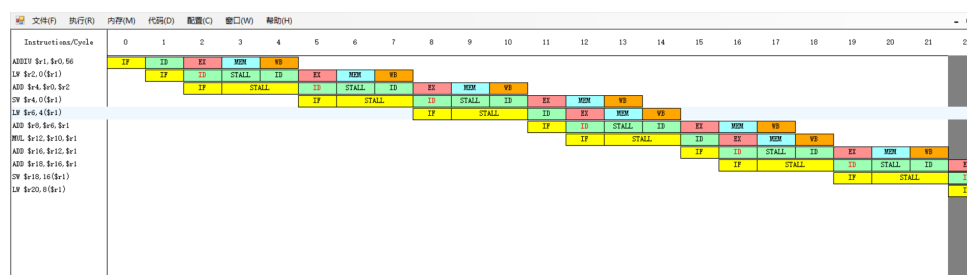 文件(F) 执行(R) 内存(M) 代码(D) 配置(C) 窗口(W) 帮助(H)
Instructions/Cycle 0 1 2 3 4 5 6 7 8 9 10 11 12 13 14 15 16 17 18 19 20 21
ADDIU $r1,$r0,56 IF ID EX MEM WB
LW $r2,0($r1) IF ID STALL ID EX MEM WB
ADD $r4,$r0,$r2 IF STALL ID STALL ID EX MEM WB
SW $r4,0($r1) IF STALL ID STALL ID EX MEM WB
LW $r6,4($r1) IF STALL ID EX MEM WB
ADD $r8,$r6,$r1 IF ID STALL ID EX MEM WB
MUL $r12,$r10,$r1 IF STALL ID EX MEM WB
ADD $r16,$r12,$r1 IF ID STALL ID EX MEM WB
ADD $r18,$r16,$r1 IF STALL ID STALL ID
SW $r18,16($r1) IF STALL
LW $r20,8($r1)